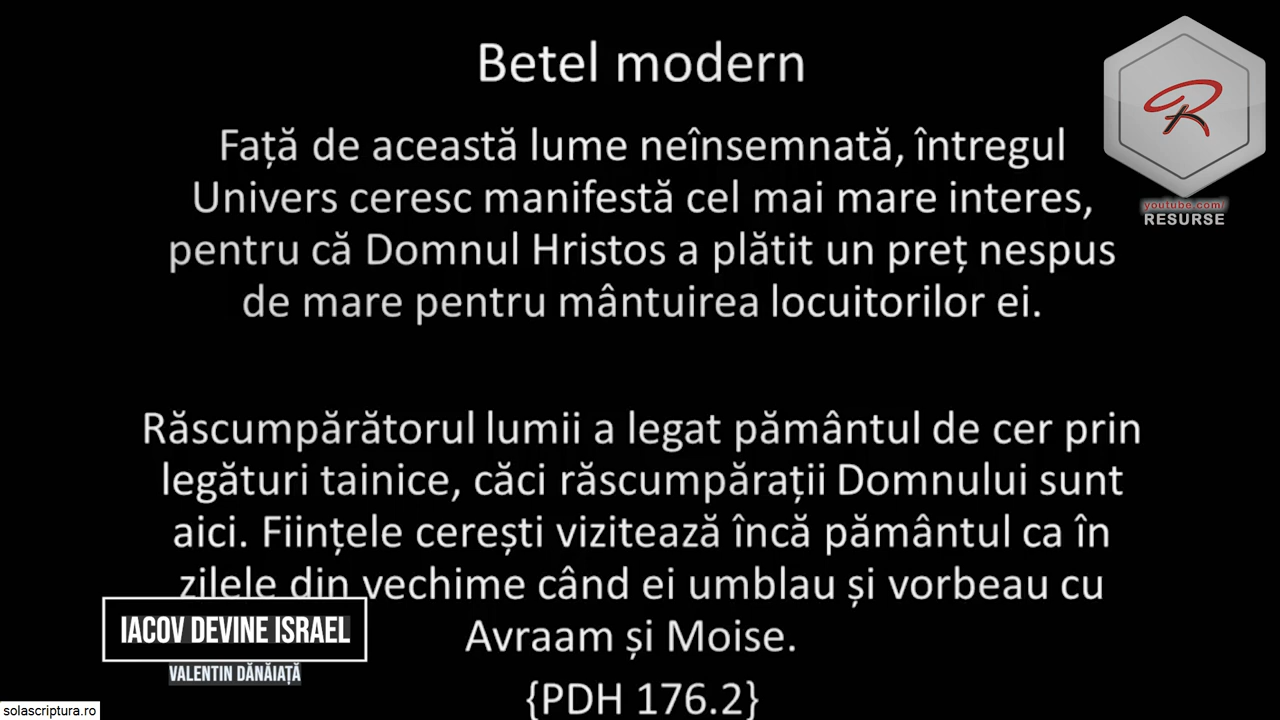 Betel modern
Față de această lume neînsemnată, întregul
Univers ceresc manifestă cel mai mare interes,
pentru că Domnul Hristos a plătit un preț nespus
de mare pentru mântuirea locuitorilor ei.
Răscumpărătorul lumii a legat pământul de cer prin
legături tainice, căci răscumpărații Domnului sunt
aici. Ființele cerești vizitează încă pământul ca în
zilele din vechime când ei umblau și vorbeau cu
Avraam și Moise.
{PDH 176.2}
R
youtube.com/
RESURSE
IACOV DEVINE ISRAEL
VALENTIN DĂNĂIAȚĂ
solascriptura.ro